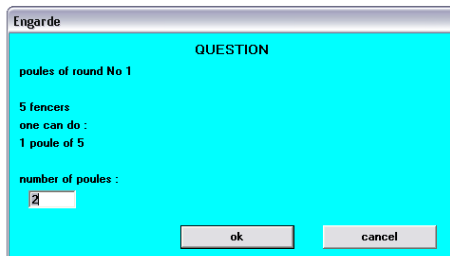 Engarde
QUESTION
poules of round No 1
5 fencers
one can do :
1 poule of 5
number of poules :
2
ok
cancel